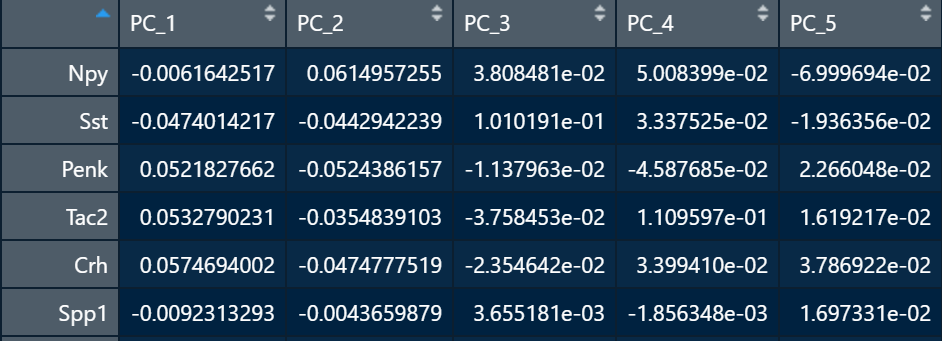 PC_1 PC_2 PC_3 PC_4 PC_5
Npy -0.0061642517 0.0614957255 3.808481e-02 5.008399e-02 -6.999694e-02
Sst -0.0474014217 -0.0442942239 1.010191e-01 3.337525e-02 -1.936356e-02
Penk 0.0521827662 -0.0524386157 -1.137963e-02 -4.587685e-02 2.266048e-02
Tac2 0.0532790231 -0.0354839103 -3.758453e-02 1.109597e-01 1.619217e-02
Crh 0.0574694002 -0.0474777519 -2.354642e-02 3.399410e-02 3.786922e-02
Spp1 -0.0092313293 -0.0043659879 3.655181e-03 -1.856348e-03 1.697331e-02